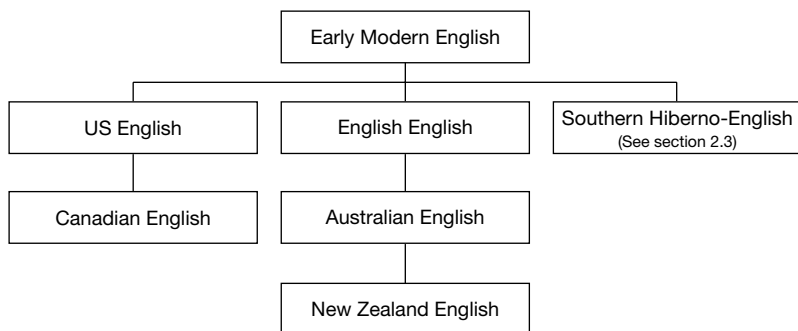 Early Modern English
US English
English English
Southern Hiberno-English
(See section 2.3)
Canadian English
Australian English
New Zealand English